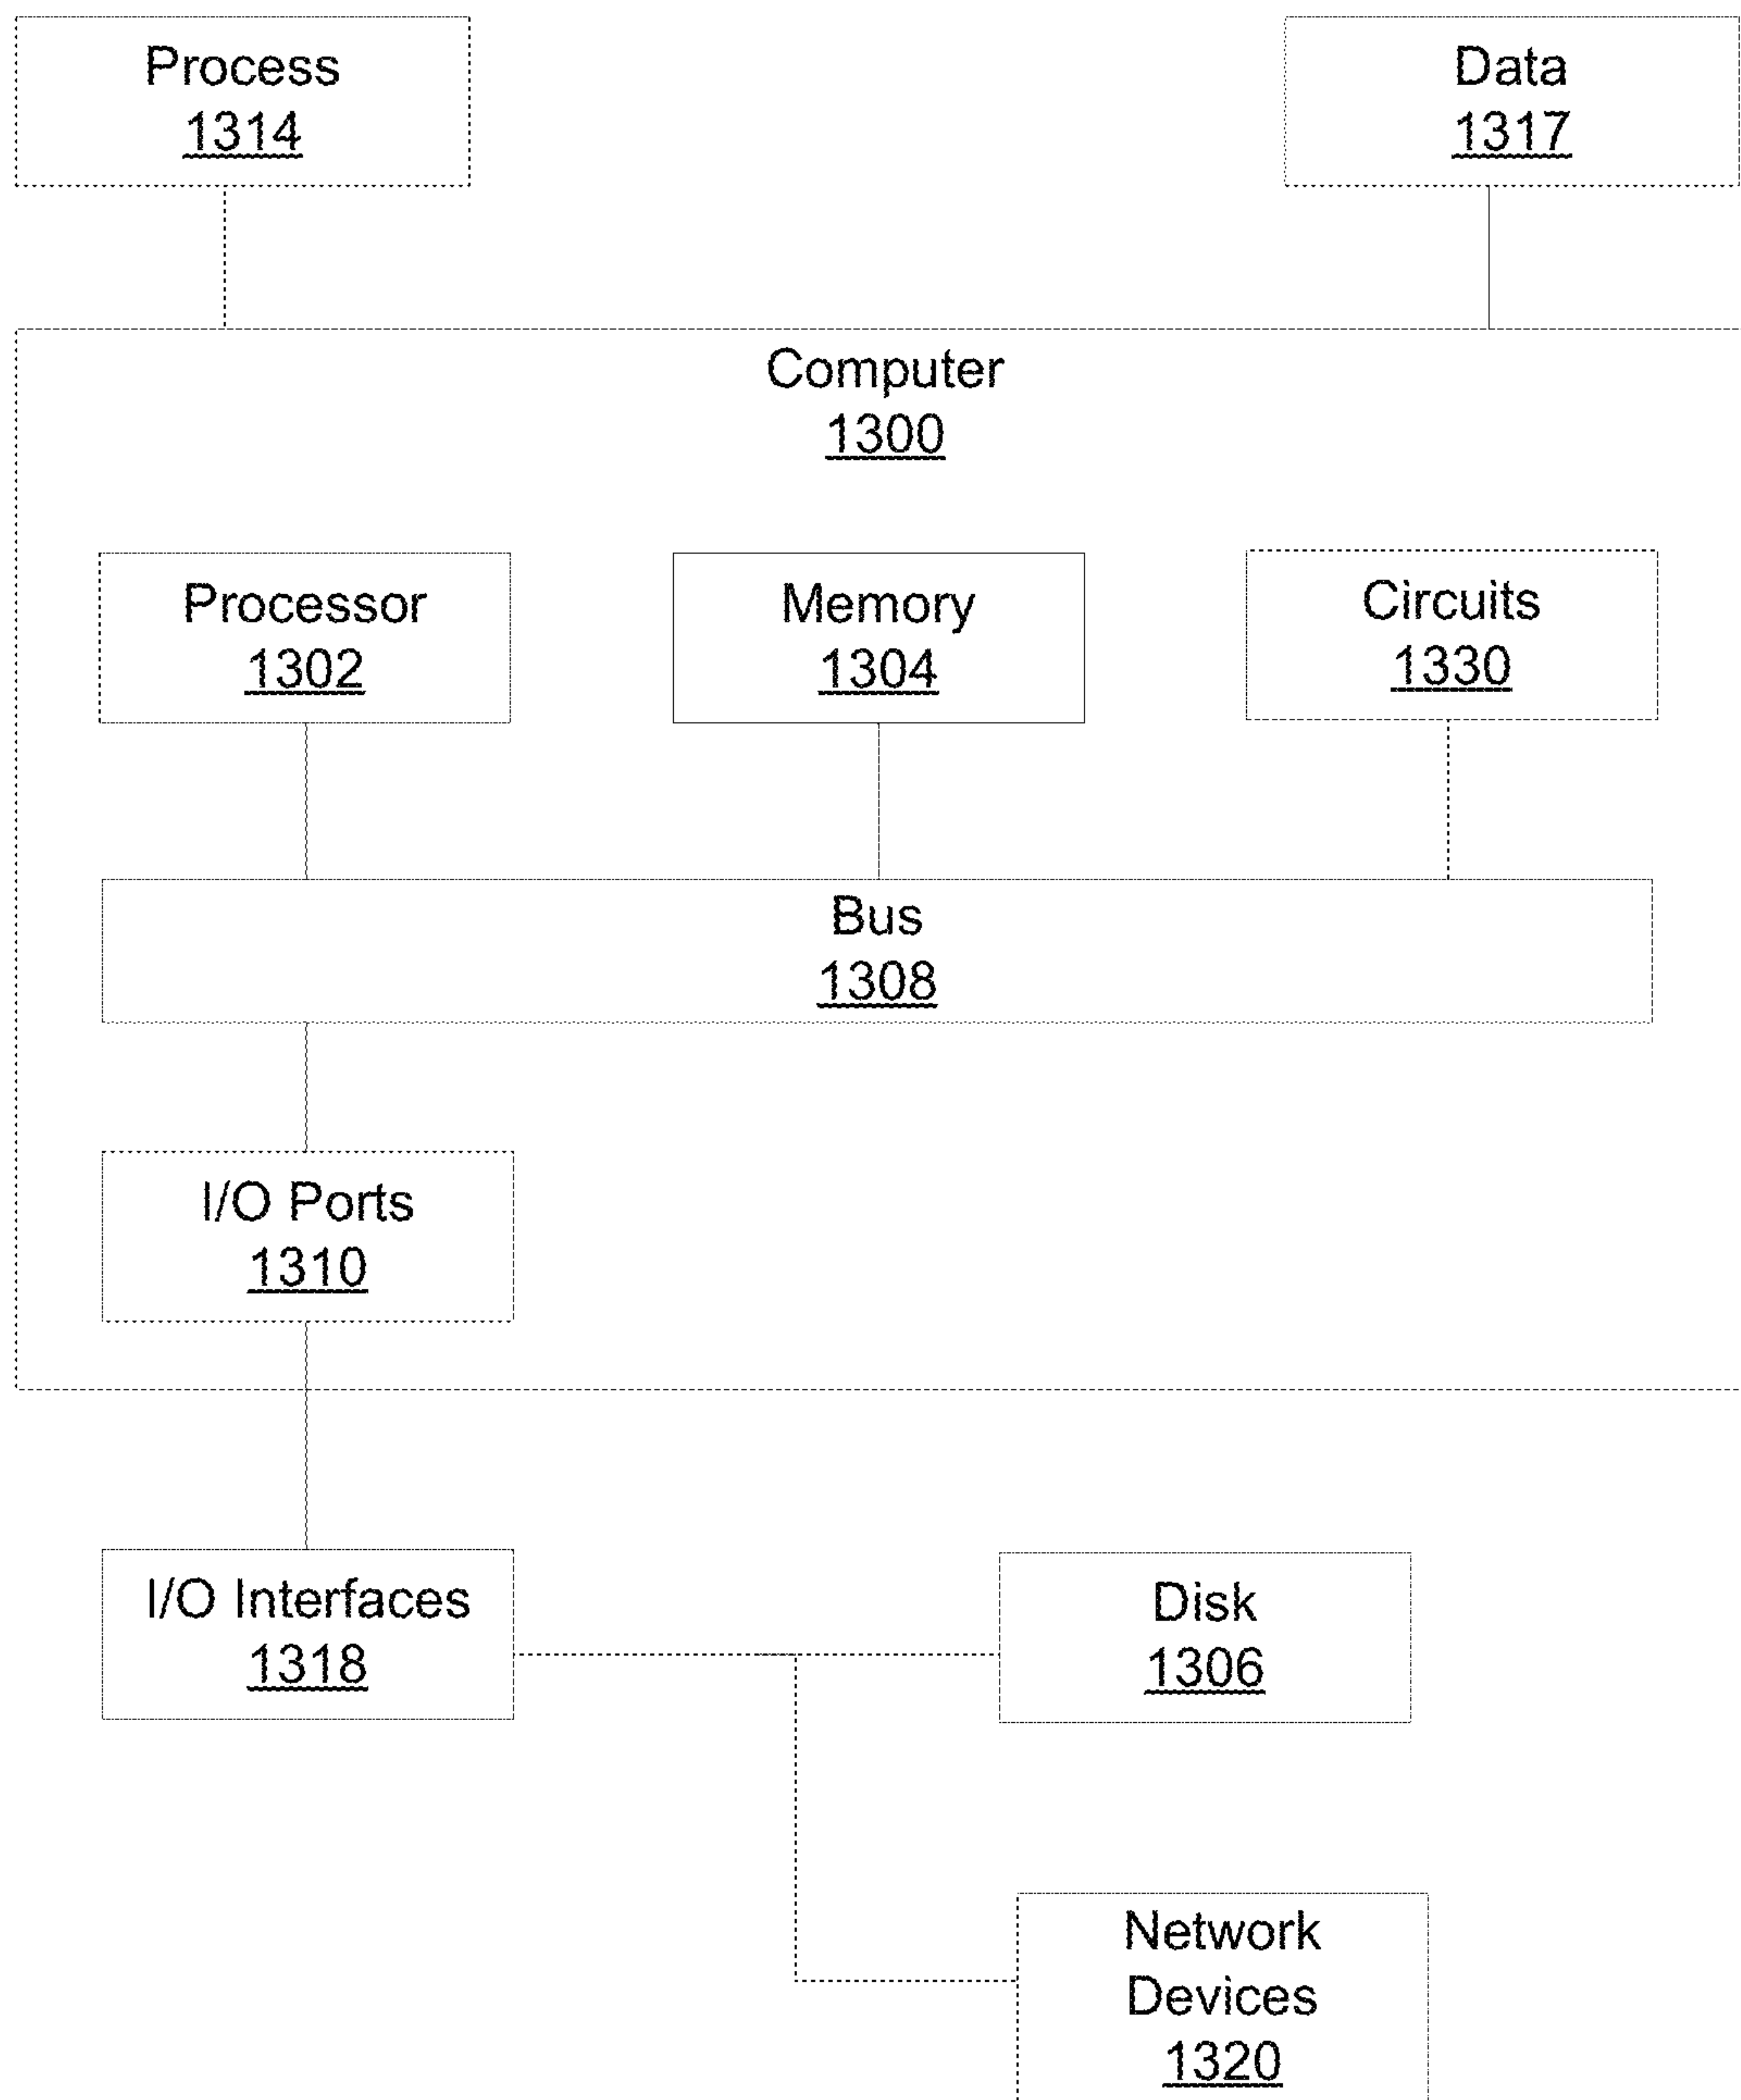 Process
1314
Data
1317
Computer
1300
Processor
1302
Memory
1304
Circuits
1330
Bus
1308
I/O Ports
1310
I/O Interfaces
1318
Disk
1306
Network
Devices
1320